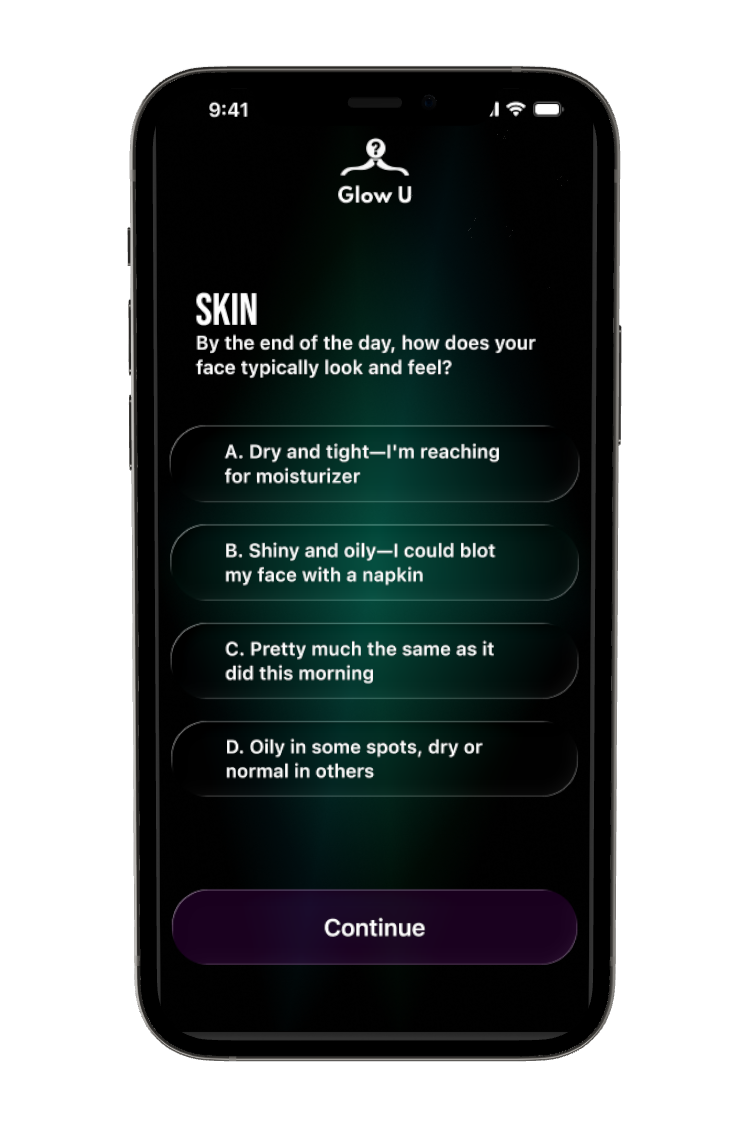 9:41
?
Glow U
SKIN
By the end of the day, how does your
face typically look and feel?
A. Dry and tight—I'm reaching
for moisturizer
B. Shiny and oily—I could blot
my face with a napkin
C. Pretty much the same as it
did this morning
D. Oily in some spots, dry or
normal in others
Continue